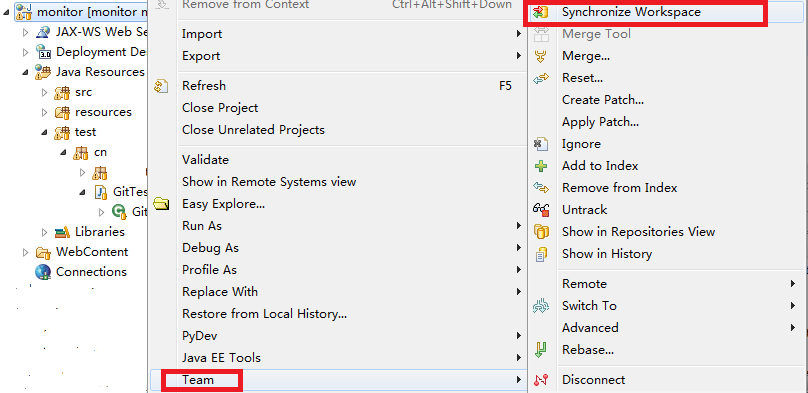 monitor [monitor m
JAX-WS Web Se
Deployment Des
Java Resources
src
resources
test
cn
GitTes
Git
Libraries
WebContent
Connections
Remove from Context Ctrl+Alt+Shift+Down
Import
Export
Refresh F5
Close Project
Close Unrelated Projects
Validate
Show in Remote Systems view
Easy Explore...
Run As
Debug As
Profile As
Replace With
Restore from Local History...
PyDev
Java EE Tools
Team
Synchronize Workspace
Merge Tool
Merge...
Reset...
Create Patch...
Apply Patch...
Ignore
Add to Index
Remove from Index
Untrack
Show in Repositories View
Show in History
Remote
Switch To
Advanced
Rebase...
Disconnect